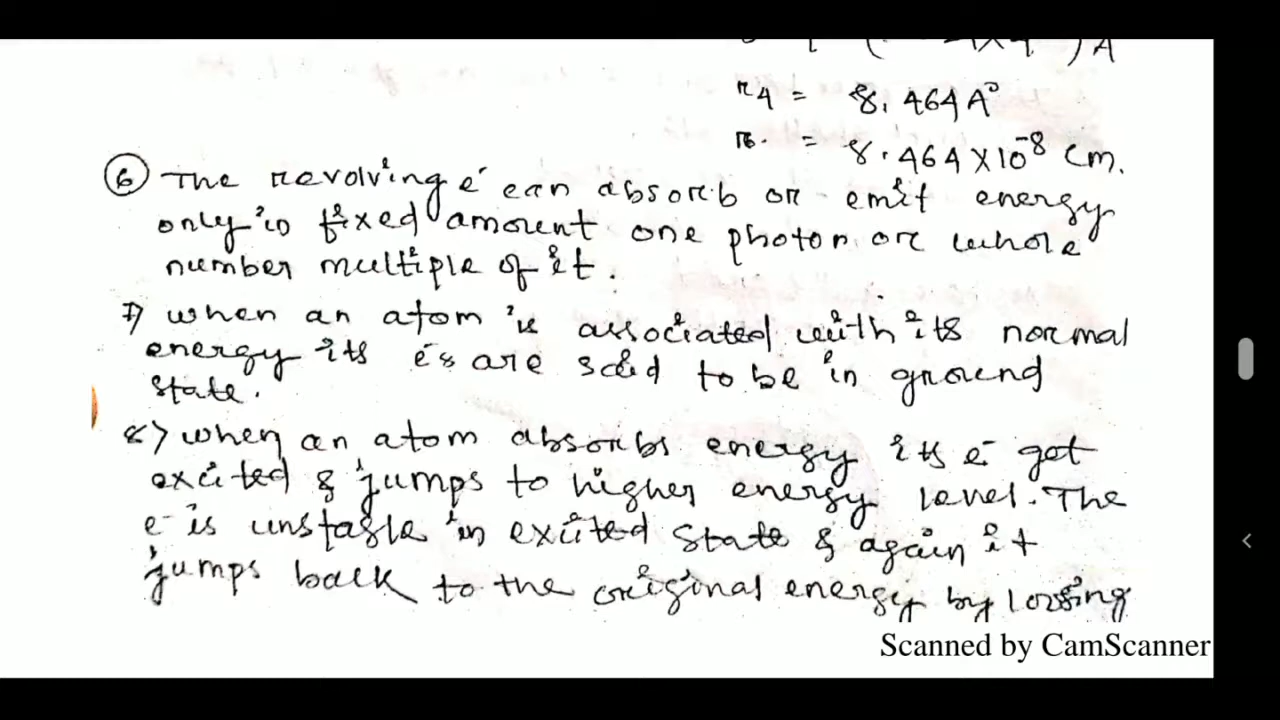 r4 = 8.464 A°
= 8.464 X 10⁻⁸ cm.
⑥ The revolving e⁻ can absorb or emit energy
only in fixed amount one photon or whole
number multiple of it.
7) when an atom is associated with its normal
energy its e⁻s are said to be in ground
state.
8) when an atom absorbs energy its e⁻ get
excited & jumps to higher energy level. The
e⁻ is unstable in excited state & again it
jumps back to the original energy by loosing
Scanned by CamScanner